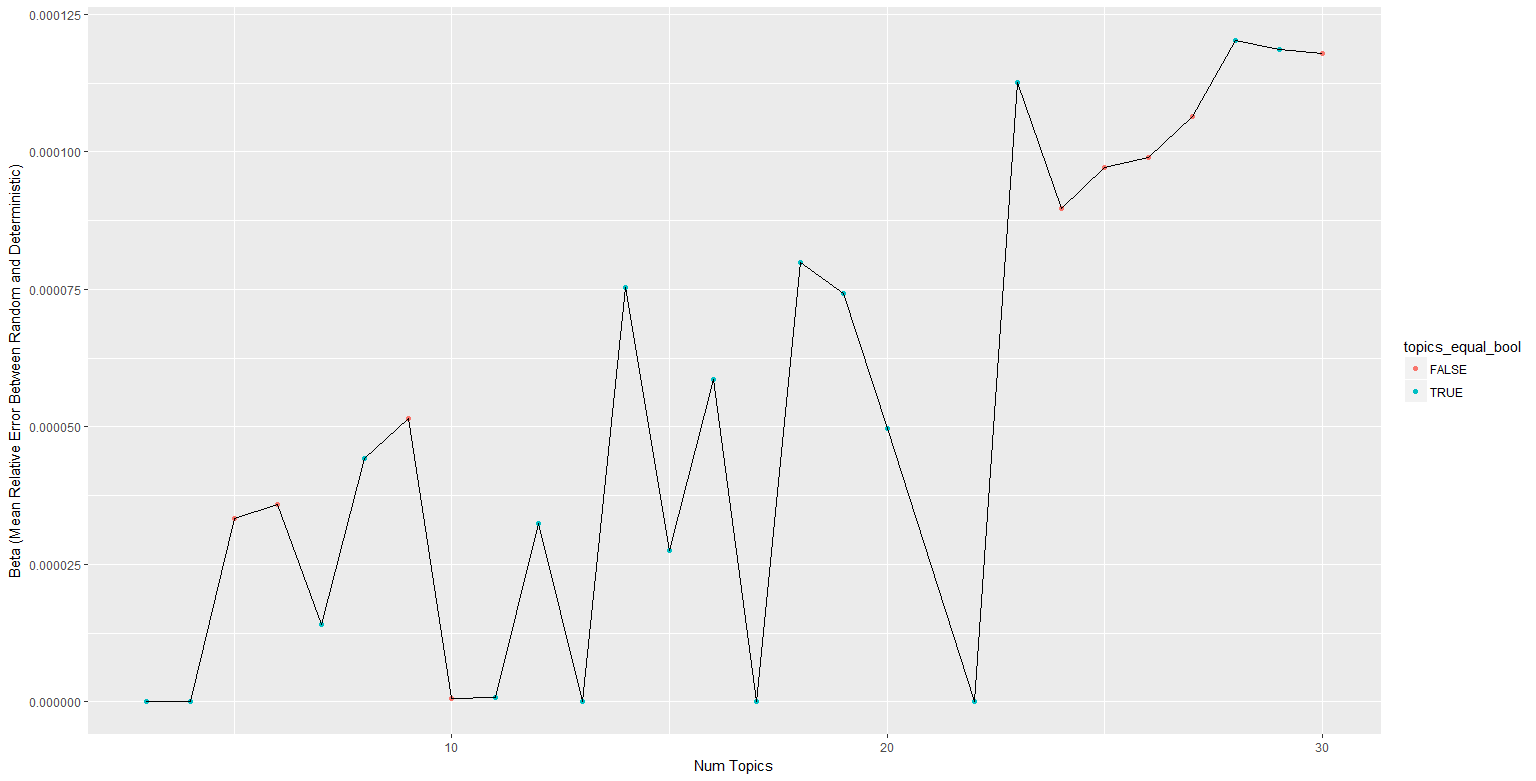 0.000125
0.000100
0.000075
0.000050
0.000025
0.000000
Beta (Mean Relative Error Between Random and Deterministic)
10
20
30
Num Topics
topics_equal_bool
FALSE
TRUE